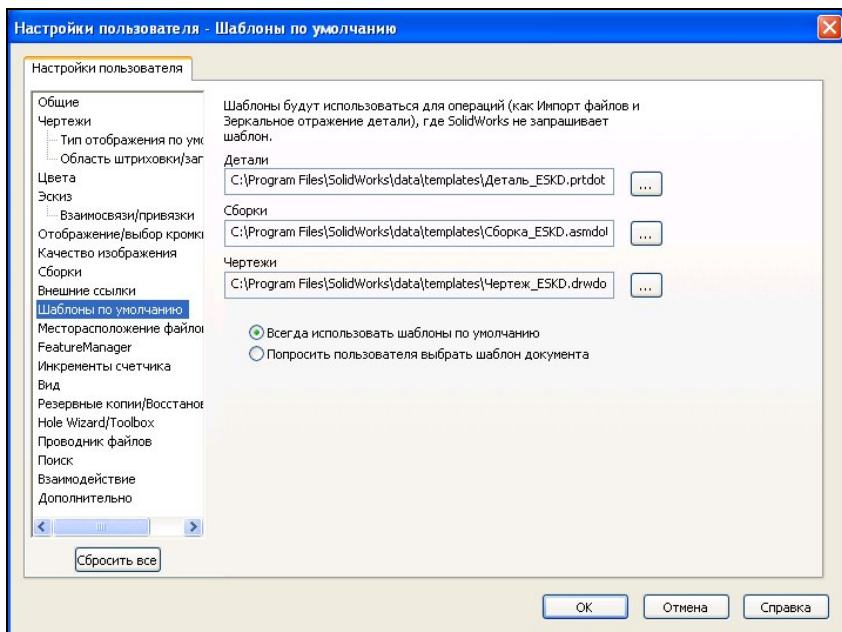 Настройки пользователя - Шаблоны по умолчанию
Настройки пользователя
Общие
Чертежи
Тип отображения по умо
Область штриховки/зап
Цвета
Эскиз
Взаимосвязи/привязки
Отображение/выбор кромки
Качество изображения
Сборки
Внешние ссылки
Шаблоны по умолчанию
Месторасположение файлов
FeatureManager
Инкременты счетчика
Вид
Резервные копии/Восстанов
Hole Wizard/Toolbox
Проводник файлов
Поиск
Взаимодействие
Дополнительно
Сбросить все
Шаблоны будут использоваться для операций (как Импорт файлов и
Зеркальное отражение детали), где SolidWorks не запрашивает
шаблон.
Детали
C:\Program Files\SolidWorks\data\templates\Деталь_ESKD.prtdot
...
Сборки
C:\Program Files\SolidWorks\data\templates\Сборка_ESKD.asmdot
...
Чертежи
C:\Program Files\SolidWorks\data\templates\Чертеж_ESKD.drwdo
...
Всегда использовать шаблоны по умолчанию
Попросить пользователя выбрать шаблон документа
OK
Отмена
Справка